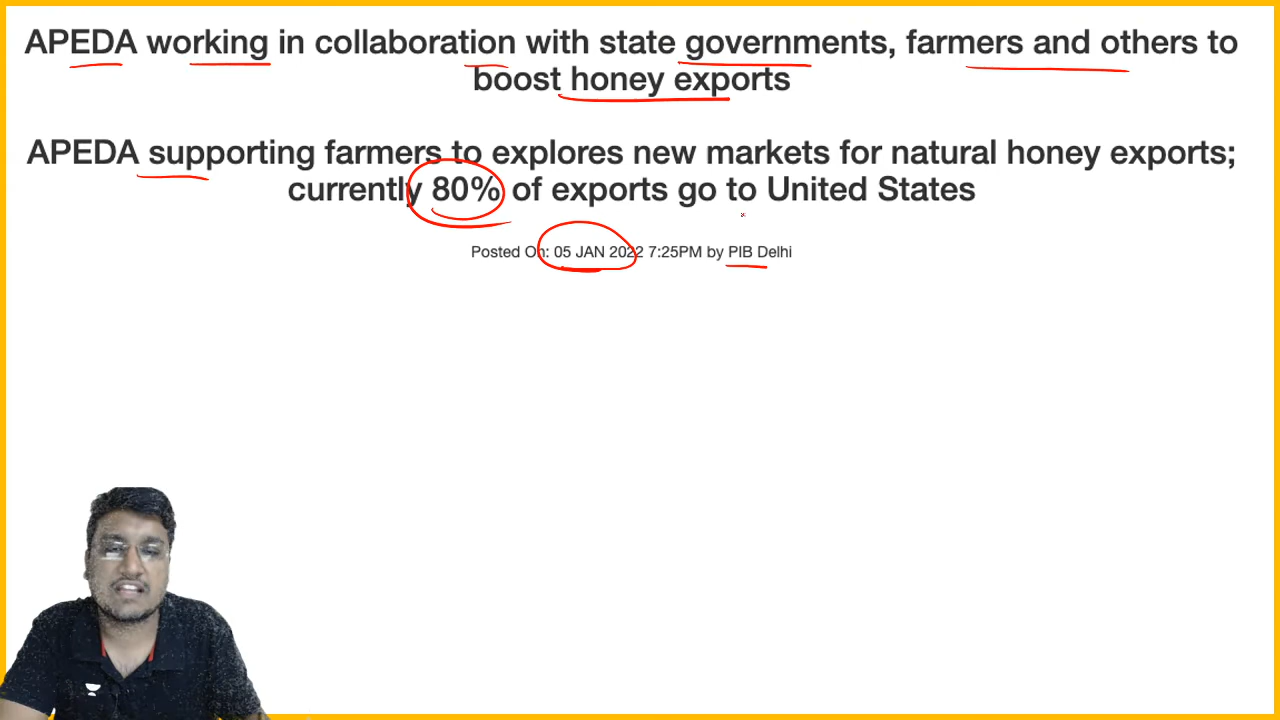 APEDA working in collaboration with state governments, farmers and others to
boost honey exports
APEDA supporting farmers to explores new markets for natural honey exports;
currently 80% of exports go to United States
Posted On: 05 JAN 2022 7:25PM by PIB Delhi